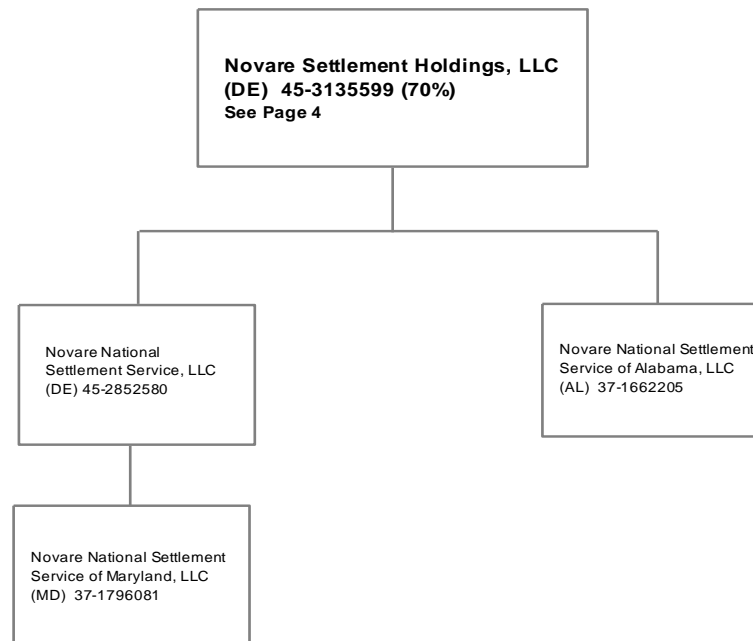 Novare Settlement Holdings, LLC
(DE) 45-3135599 (70%)
See Page 4
Novare National
Settlement Service, LLC
(DE) 45-2852580
Novare National Settlement
Service of Alabama, LLC
(AL) 37-1662205
Novare National Settlement
Service of Maryland, LLC
(MD) 37-1796081